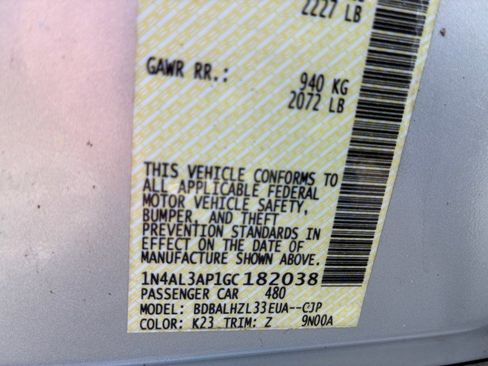 2227 LB
GAWR RR.: 940 KG
2072 LB
THIS VEHICLE CONFORMS TO
ALL APPLICABLE FEDERAL
MOTOR VEHICLE SAFETY,
BUMPER, AND THEFT
PREVENTION STANDARDS IN
EFFECT ON THE DATE OF
MANUFACTURE SHOWN ABOVE.
1N4AL3AP1GC182038
PASSENGER CAR 480
MODEL: BDBALHZL33EUA--CJP
COLOR: K23 TRIM: Z 9N00A